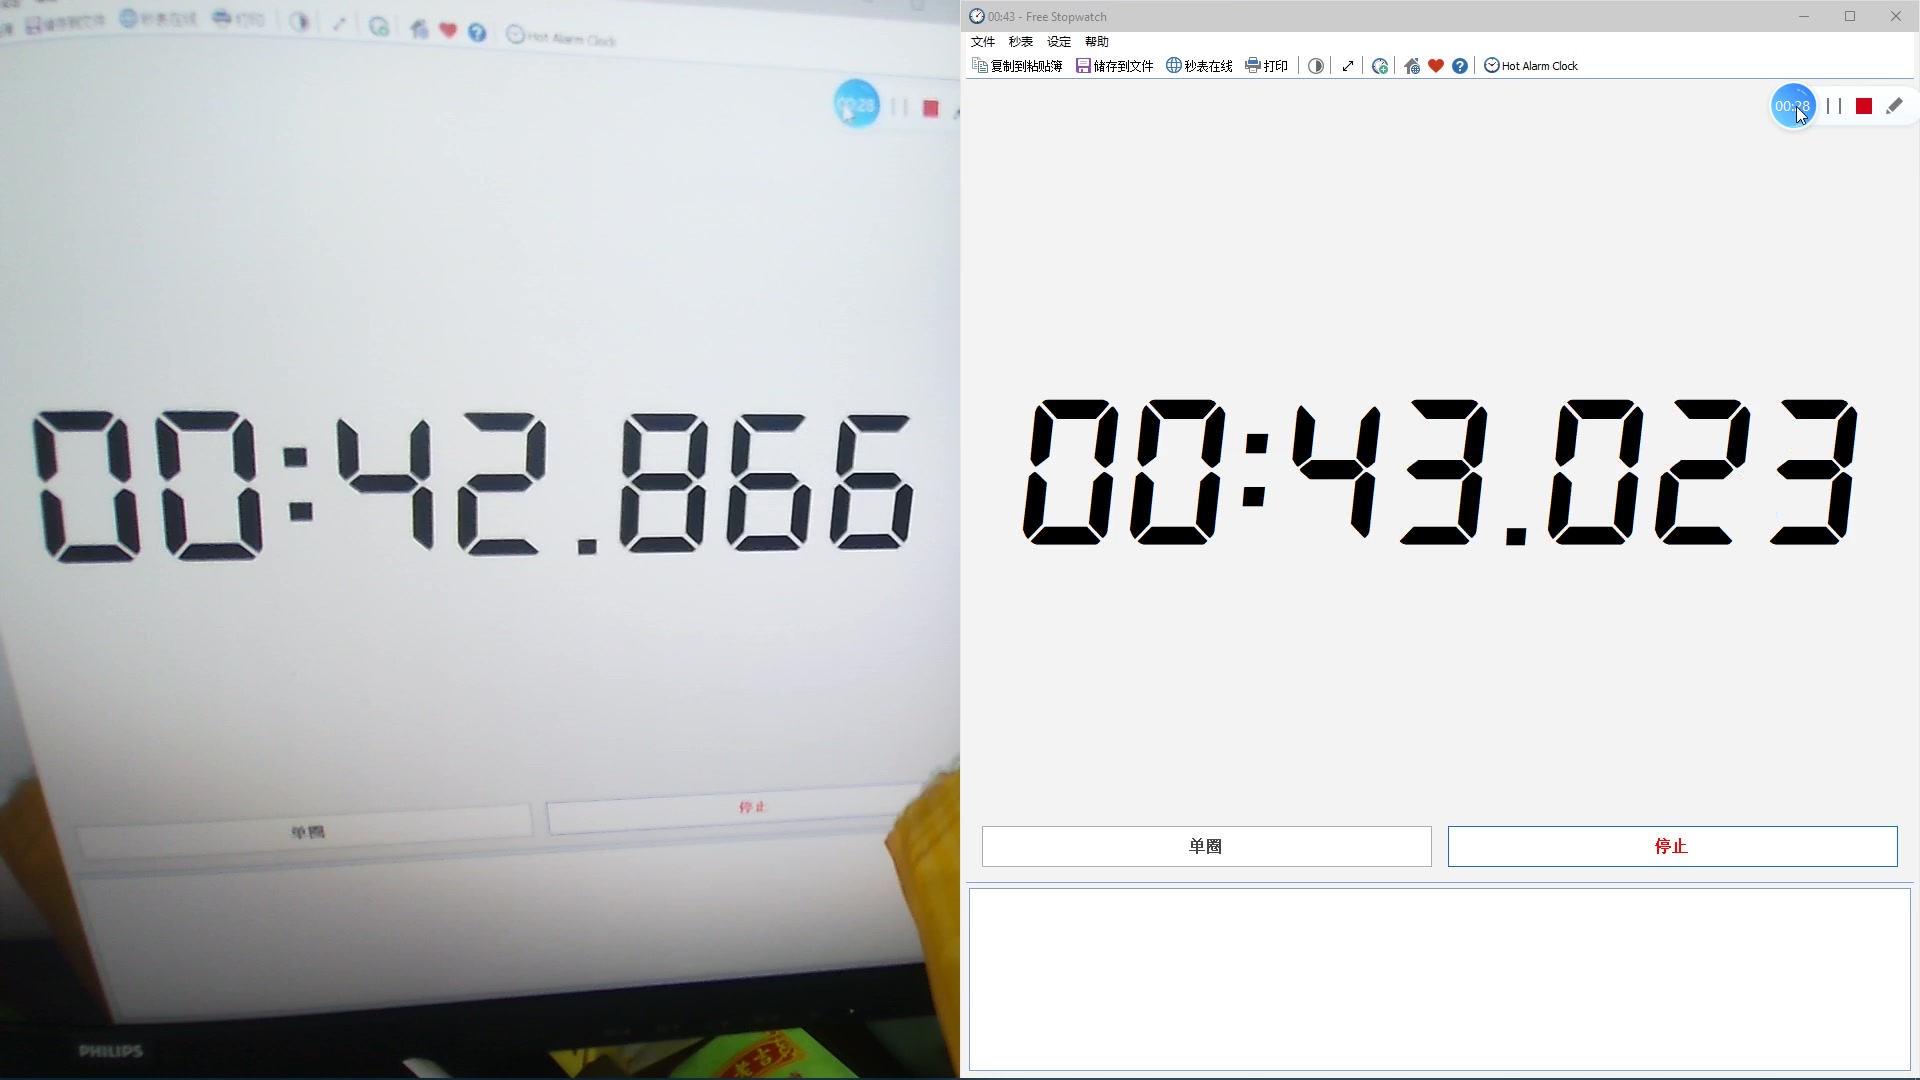 储存到文件 秒表在线 打印 Hot Alarm Clock
00:28
00:42.866
单圈 停止
PHILIPS
00:43 - Free Stopwatch
文件 秒表 设定 帮助
复制到粘贴簿 储存到文件 秒表在线 打印 Hot Alarm Clock
00:28
00:43.023
单圈 停止